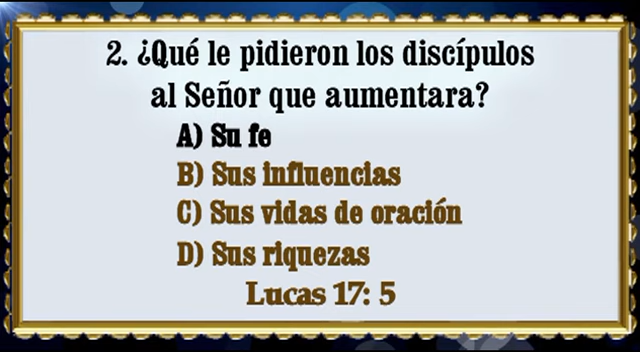 2. ¿Qué le pidieron los discípulos
al Señor que aumentara?
A) Su fe
B) Sus influencias
C) Sus vidas de oración
D) Sus riquezas
Lucas 17: 5